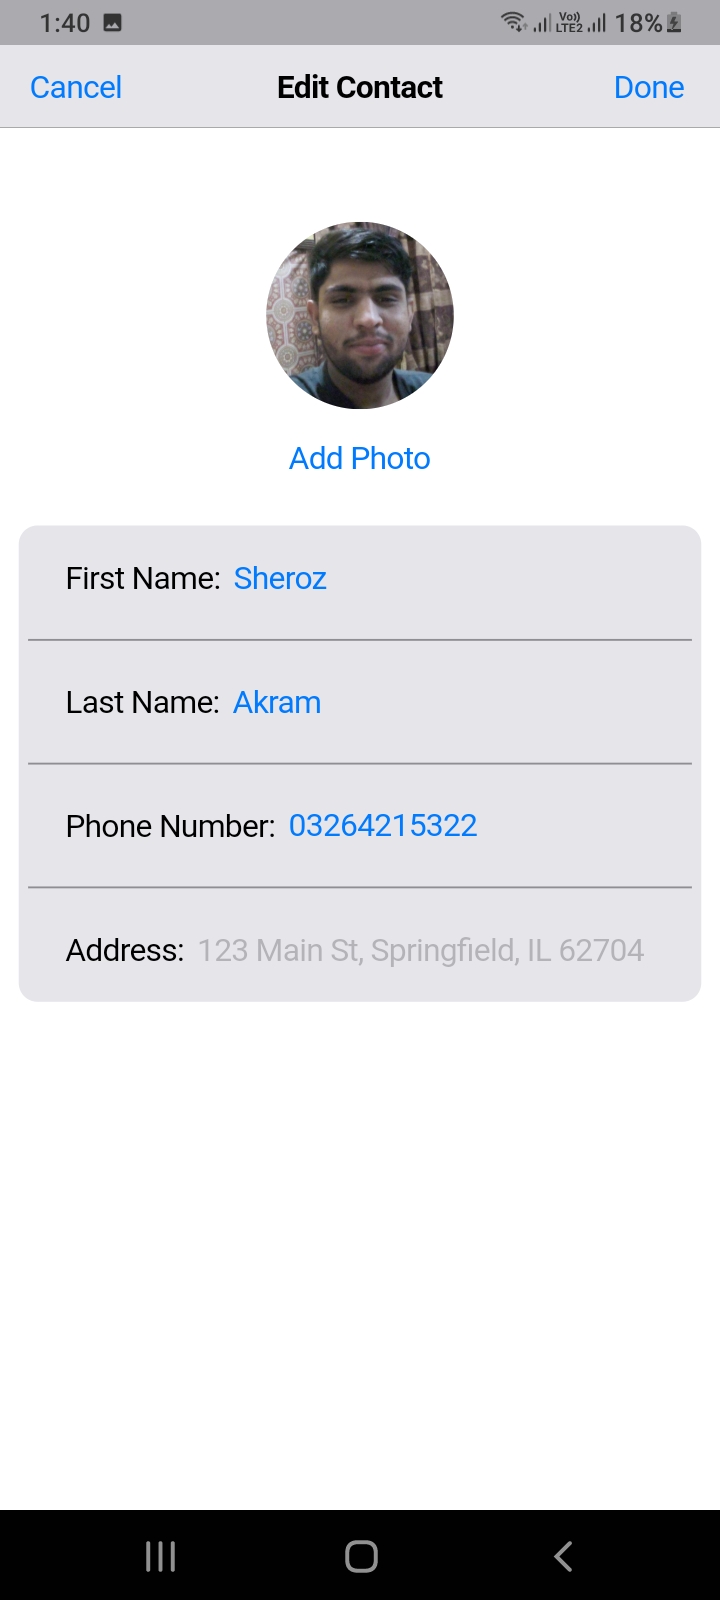 1:40 Vo)) LTE2 18%
Cancel Edit Contact Done
Add Photo
First Name: Sheroz
Last Name: Akram
Phone Number: 03264215322
Address: 123 Main St, Springfield, IL 62704